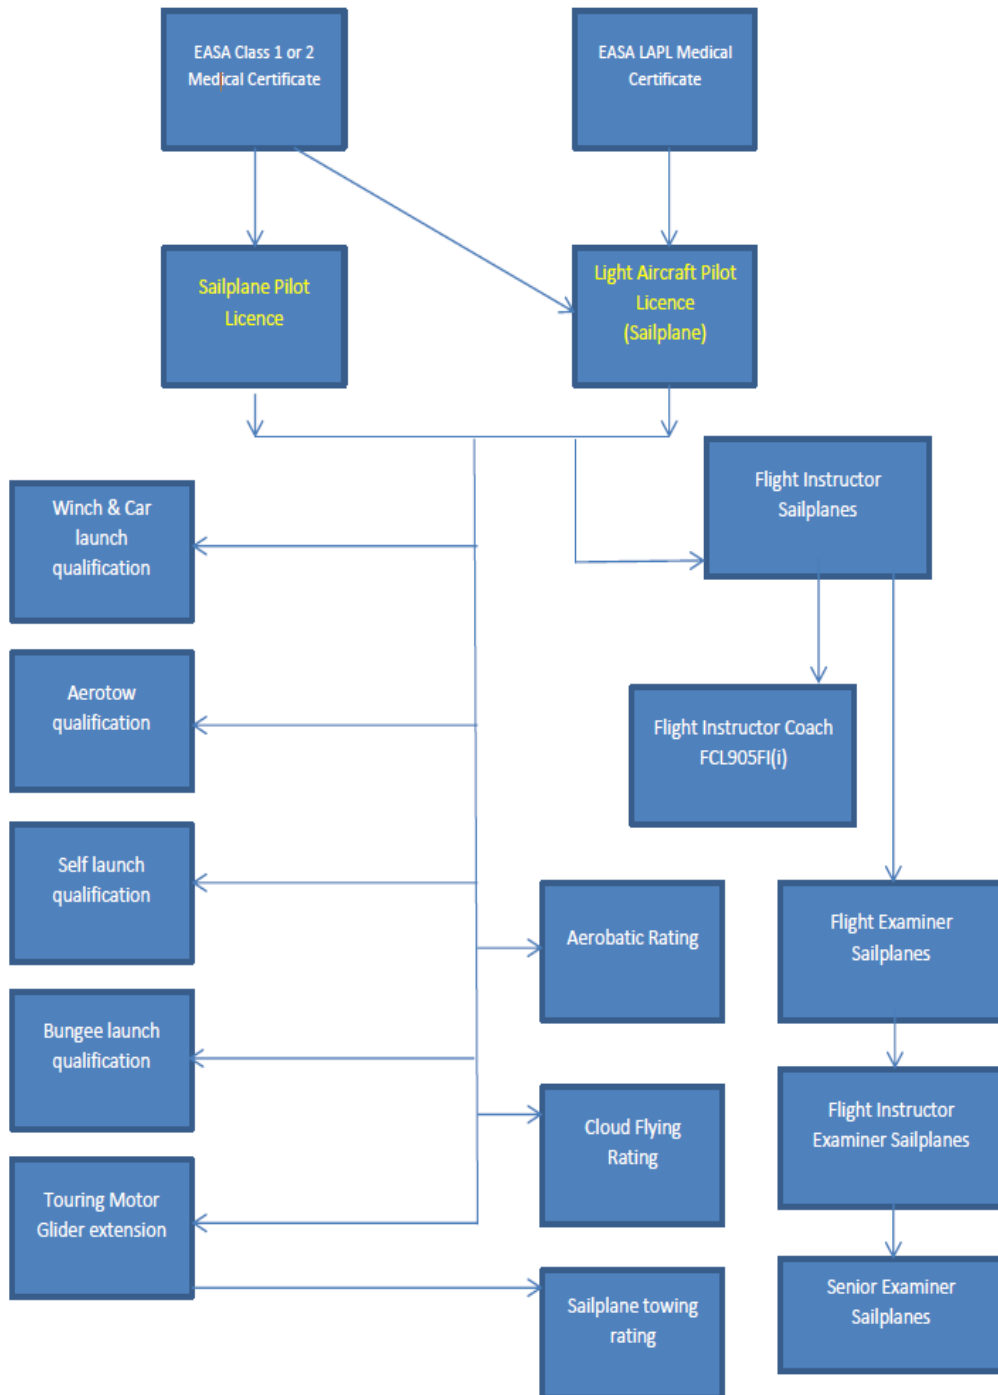 EASA Class 1 or 2
Medical Certificate
EASA LAPL Medical
Certificate
Sailplane Pilot
Licence
Light Aircraft Pilot
Licence
(Sailplane)
Flight Instructor
Sailplanes
Winch & Car
launch
qualification
Aerotow
qualification
Flight Instructor Coach
FCL905FI(i)
Self launch
qualification
Aerobatic Rating
Flight Examiner
Sailplanes
Bungee launch
qualification
Cloud Flying
Rating
Flight Instructor
Examiner Sailplanes
Touring Motor
Glider extension
Sailplane towing
rating
Senior Examiner
Sailplanes